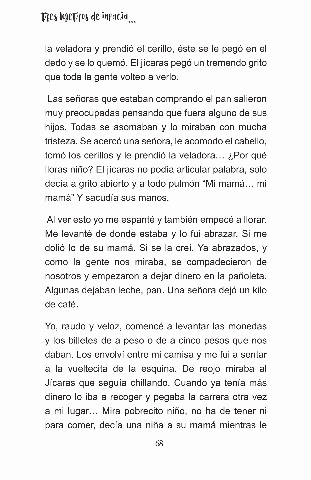 Tres lagrimas de infancia...
la veladora y prendió el cerillo, éste se le pegó en el
dedo y se lo quemó. El jícaras pegó un tremendo grito
que toda la gente volteo a verlo.
Las señoras que estaban comprando el pan salieron
muy preocupadas pensando que fuera alguno de sus
hijos. Todas se asomaban y lo miraban con mucha
tristeza. Se acercó una señora, le acomodo el cabello,
tomó los cerillos y le prendió la veladora... ¿Por qué
lloras niño? El jícaras no podía articular palabra, solo
decía a grito abierto y a todo pulmón "Mi mamá... mi
mamá" Y sacudía sus manos.
Al ver esto yo me espanté y también empecé a llorar.
Me levanté de donde estaba y lo fui abrazar. Si me
dolió lo de su mamá. Si se la creí. Ya abrazados, y
como la gente nos miraba, se compadecieron de
nosotros y empezaron a dejar dinero en la pañoleta.
Algunas dejaban leche, pan. Una señora dejó un kilo
de café.
Yo, raudo y veloz, comencé a levantar las monedas
y los billetes de a peso o de a cinco pesos que nos
daban. Los envolví entre mi camisa y me fui a sentar
a la vueltecita de la esquina. De reojo miraba al
Jícaras que seguía chillando. Cuando ya tenía más
dinero lo iba a recoger y pegaba la carrera otra vez
a mi lugar... Mira pobrecito niño, no ha de tener ni
para comer, decía una niña a su mamá mientras le
68